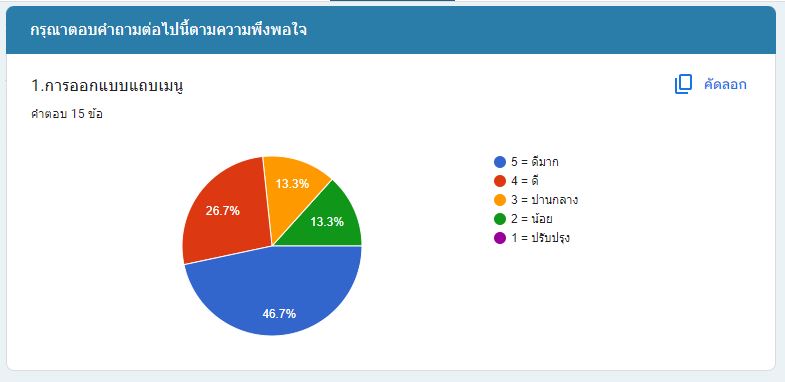 กรุณาตอบคำถามต่อไปนี้ตามความพึงพอใจ
1.การออกแบบแถบเมนู
คัดลอก
คำตอบ 15 ข้อ
13.3%
26.7%
13.3%
46.7%
5 = ดีมาก
4 = ดี
3 = ปานกลาง
2 = น้อย
1 = ปรับปรุง